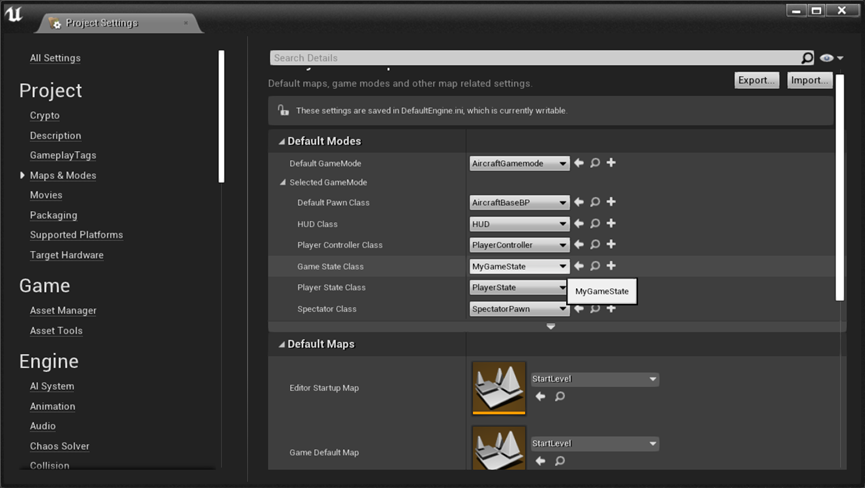 Project Settings
All Settings
Project
Crypto
Description
GameplayTags
Maps & Modes
Movies
Packaging
Supported Platforms
Target Hardware
Game
Asset Manager
Asset Tools
Engine
AI System
Animation
Audio
Chaos Solver
Collision
Search Details
Default maps, game modes and other map related settings.
Export...
Import...
These settings are saved in DefaultEngine.ini, which is currently writable.
Default Modes
Default GameMode
AircraftGamemode
Selected GameMode
Default Pawn Class
AircraftBaseBP
HUD Class
HUD
Player Controller Class
PlayerController
Game State Class
MyGameState
Player State Class
PlayerState
MyGameState
Spectator Class
SpectatorPawn
Default Maps
Editor Startup Map
StartLevel
Game Default Map
StartLevel